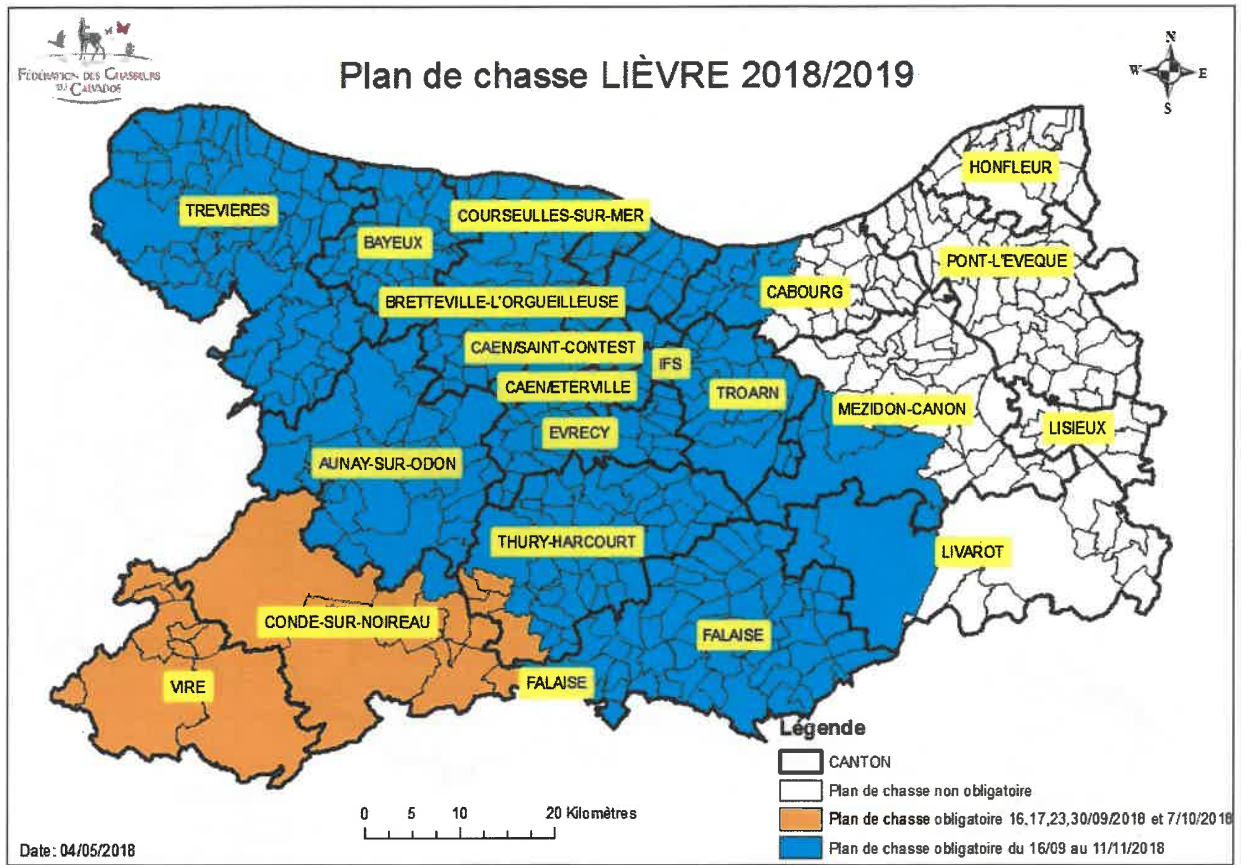 FÉDÉRATION DES CHASSEURS
DU CALVADOS
Plan de chasse LIÈVRE 2018/2019
N
W E
S
HONFLEUR
TREVIERES
COURSEULLES-SUR-MER
BAYEUX
PONT-L'EVEQUE
CABOURG
BRETTEVILLE-L'ORGUEILLEUSE
CAEN/SAINT-CONTEST
IFS
CAEN/ETERVILLE
TROARN
MEZIDON-CANON
LISIEUX
EVRECY
AUNAY-SUR-ODON
THURY-HARCOURT
LIVAROT
CONDE-SUR-NOIREAU
FALAISE
VIRE
FALAISE
Légende
CANTON
Plan de chasse non obligatoire
Plan de chasse obligatoire 16,17,23,30/09/2018 et 7/10/2018
Plan de chasse obligatoire du 16/09 au 11/11/2018
0 5 10 20 Kilomètres
Date: 04/05/2018